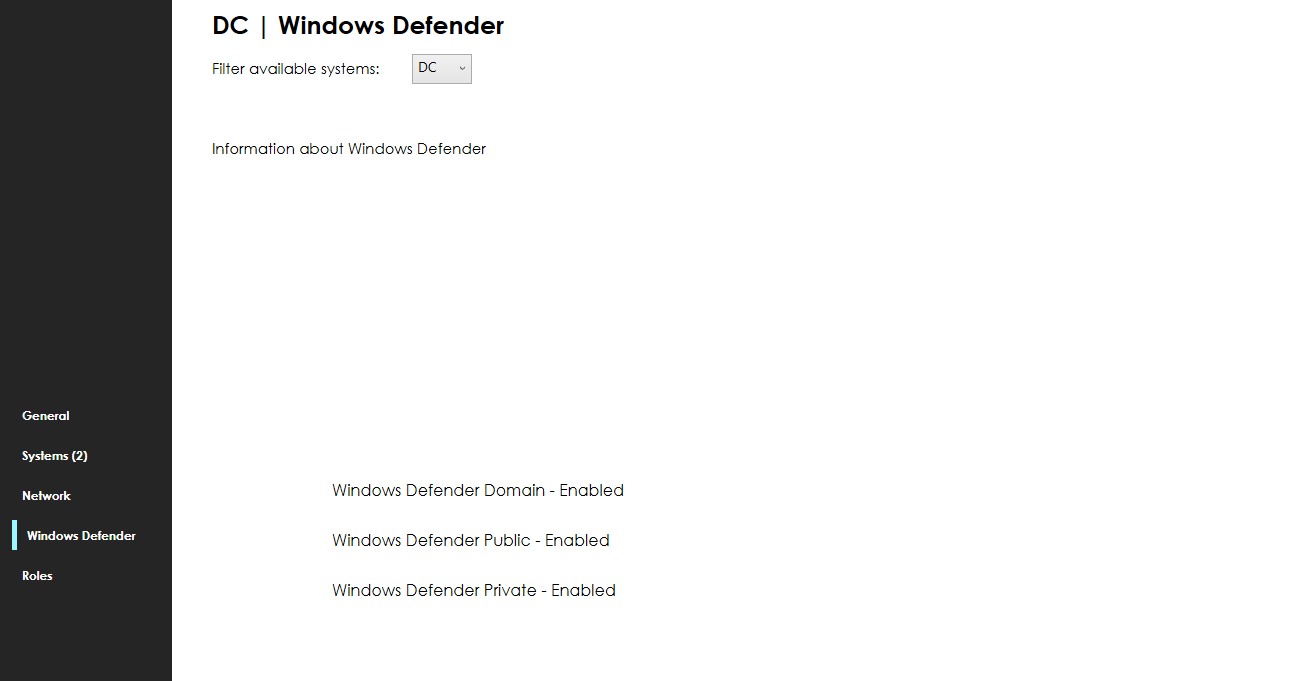 DC | Windows Defender
Filter available systems: DC
Information about Windows Defender
General
Systems (2)
Network
Windows Defender
Roles
Windows Defender Domain - Enabled
Windows Defender Public - Enabled
Windows Defender Private - Enabled